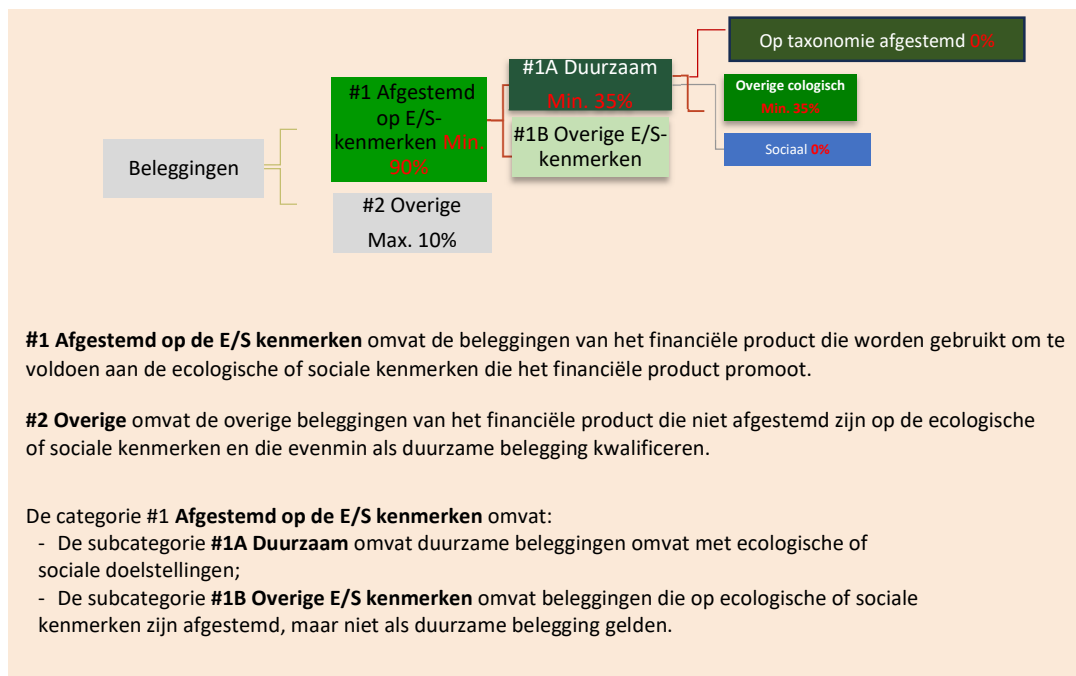 Beleggingen
#1 Afgestemd
op E/S-
kenmerken Min.
90%
#2 Overige
Max. 10%
#1A Duurzaam
Min. 35%
#1B Overige E/S-
kenmerken
Op taxonomie afgestemd 0%
Overige cologisch
Min. 35%
Sociaal 0%
#1 Afgestemd op de E/S kenmerken omvat de beleggingen van het financiële product die worden gebruikt om te
voldoen aan de ecologische of sociale kenmerken die het financiële product promoot.
#2 Overige omvat de overige beleggingen van het financiële product die niet afgestemd zijn op de ecologische
of sociale kenmerken en die evenmin als duurzame belegging kwalificeren.
De categorie #1 Afgestemd op de E/S kenmerken omvat:
- De subcategorie #1A Duurzaam omvat duurzame beleggingen omvat met ecologische of
sociale doelstellingen;
- De subcategorie #1B Overige E/S kenmerken omvat beleggingen die op ecologische of sociale
kenmerken zijn afgestemd, maar niet als duurzame belegging gelden.